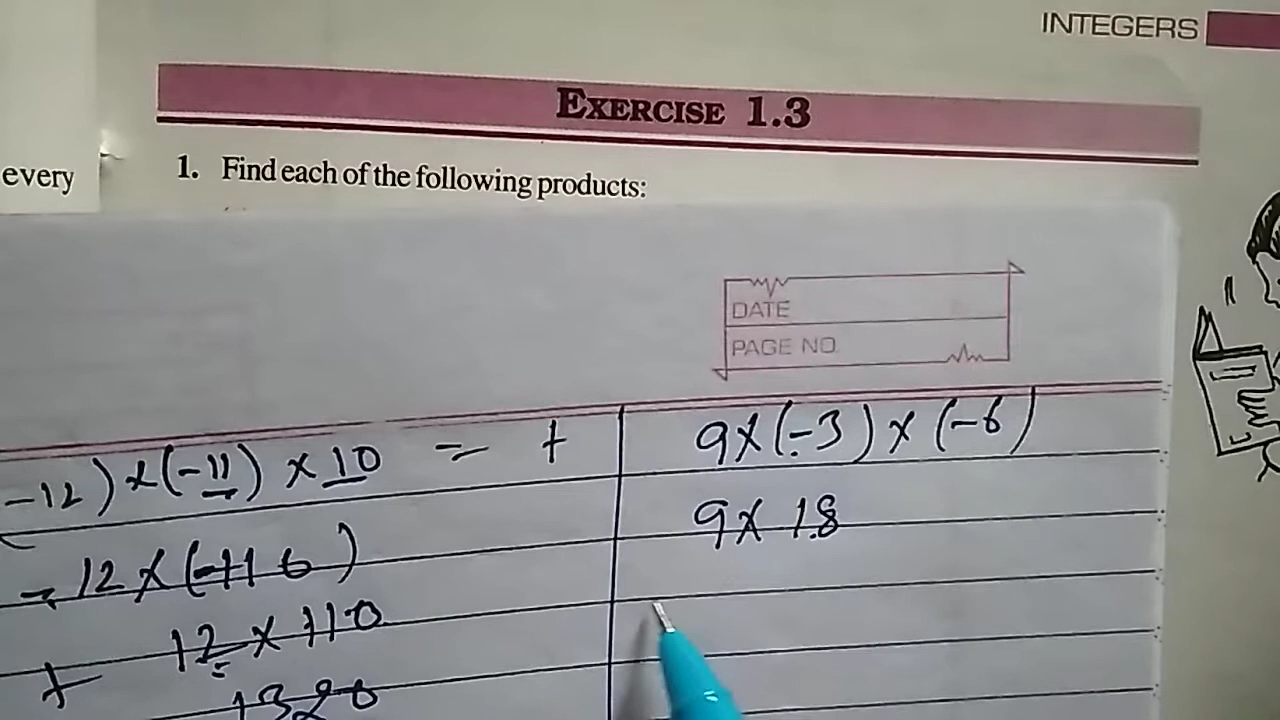 INTEGERS
EXERCISE 1.3
every
1. Find each of the following products:
DATE
PAGE NO.
-12) × (-11) × 10 = +
-12 × (-110)
12 × 110
+ 1320
9 × (-3) × (-6)
9 × 18